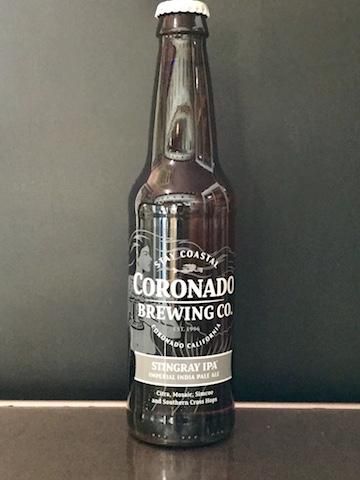 STAY COASTAL
CORONADO
BREWING CO.
EST. 1996
CORONADO CALIFORNIA
STINGRAY IPA
IMPERIAL INDIA PALE ALE
Citra, Mosaic, Simcoe
and Southern Cross Hops